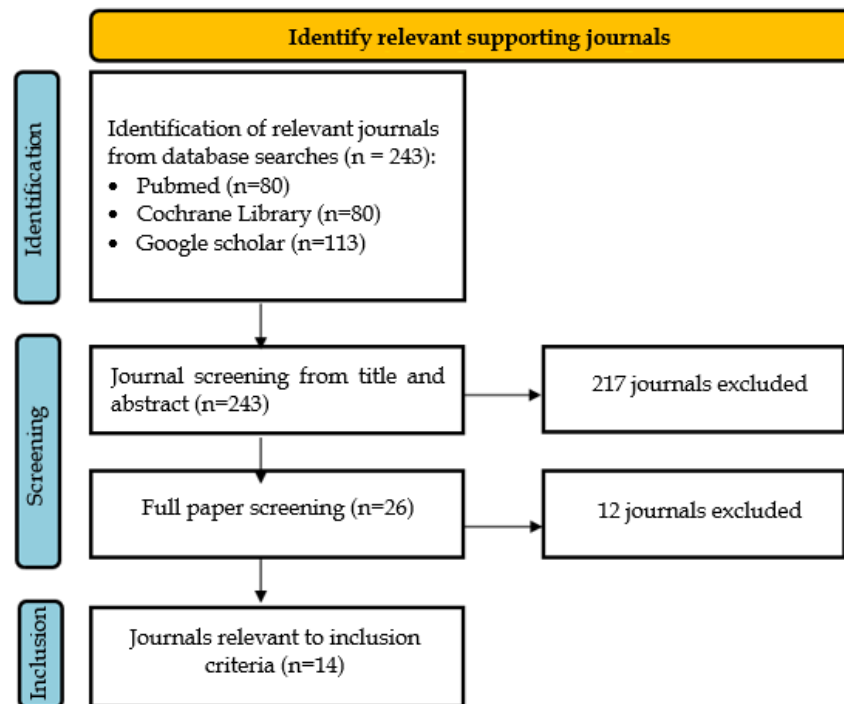 Identify relevant supporting journals
Identification
Identification of relevant journals
from database searches (n = 243):
• Pubmed (n=80)
• Cochrane Library (n=80)
• Google scholar (n=113)
Screening
Journal screening from title and
abstract (n=243)
217 journals excluded
Full paper screening (n=26)
12 journals excluded
Inclusion
Journals relevant to inclusion
criteria (n=14)